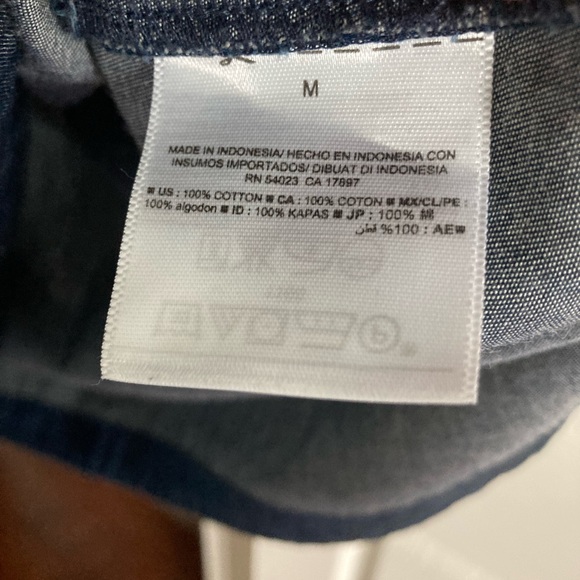 M
MADE IN INDONESIA/ HECHO EN INDONESIA CON
INSUMOS IMPORTADOS/ DIBUAT DI INDONESIA
RN 54023 CA 17897
■ US : 100% COTTON ■ CA : 100% COTON ■ MX/CL/PE :
100% algodon ■ ID : 100% KAPAS ■ JP : 100% 綿
■AE : 100% قطن